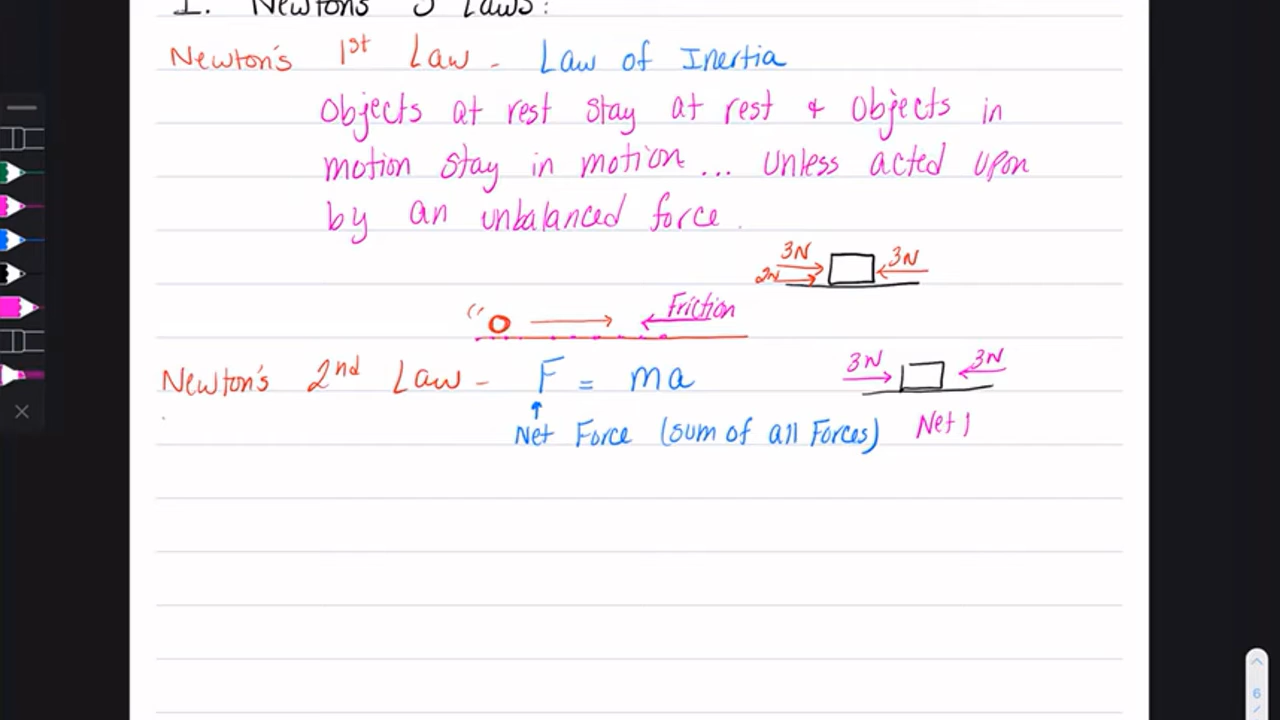 I. Newtons 3 Laws:
Newton's 1st Law - Law of Inertia
Objects at rest stay at rest & Objects in
motion stay in motion... unless acted upon
by an unbalanced force.
3N 3N
2N
Friction
Newton's 2nd Law - F = ma
3N 3N
Net Force (sum of all Forces) Net
6